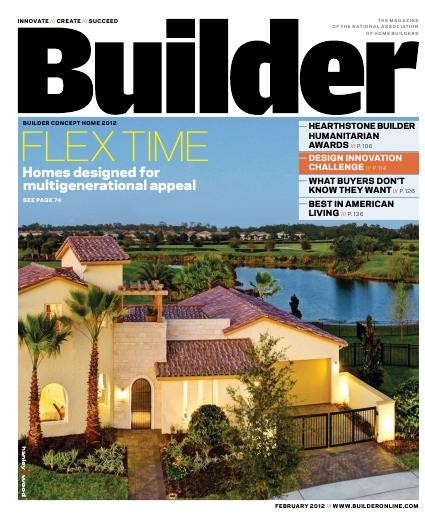 INNOVATE /// CREATE /// SUCCEED
THE MAGAZINE
OF THE NATIONAL ASSOCIATION
OF HOME BUILDERS
Builder
BUILDER CONCEPT HOME 2012
FLEX TIME
Homes designed for
multigenerational appeal
SEE PAGE 74
HEARTHSTONE BUILDER
HUMANITARIAN
AWARDS /// P.106
DESIGN INNOVATION
CHALLENGE /// P.114
WHAT BUYERS DON'T
KNOW THEY WANT /// P.126
BEST IN AMERICAN
LIVING /// P.136
hanley wood
FEBRUARY 2012 /// WWW.BUILDERONLINE.COM